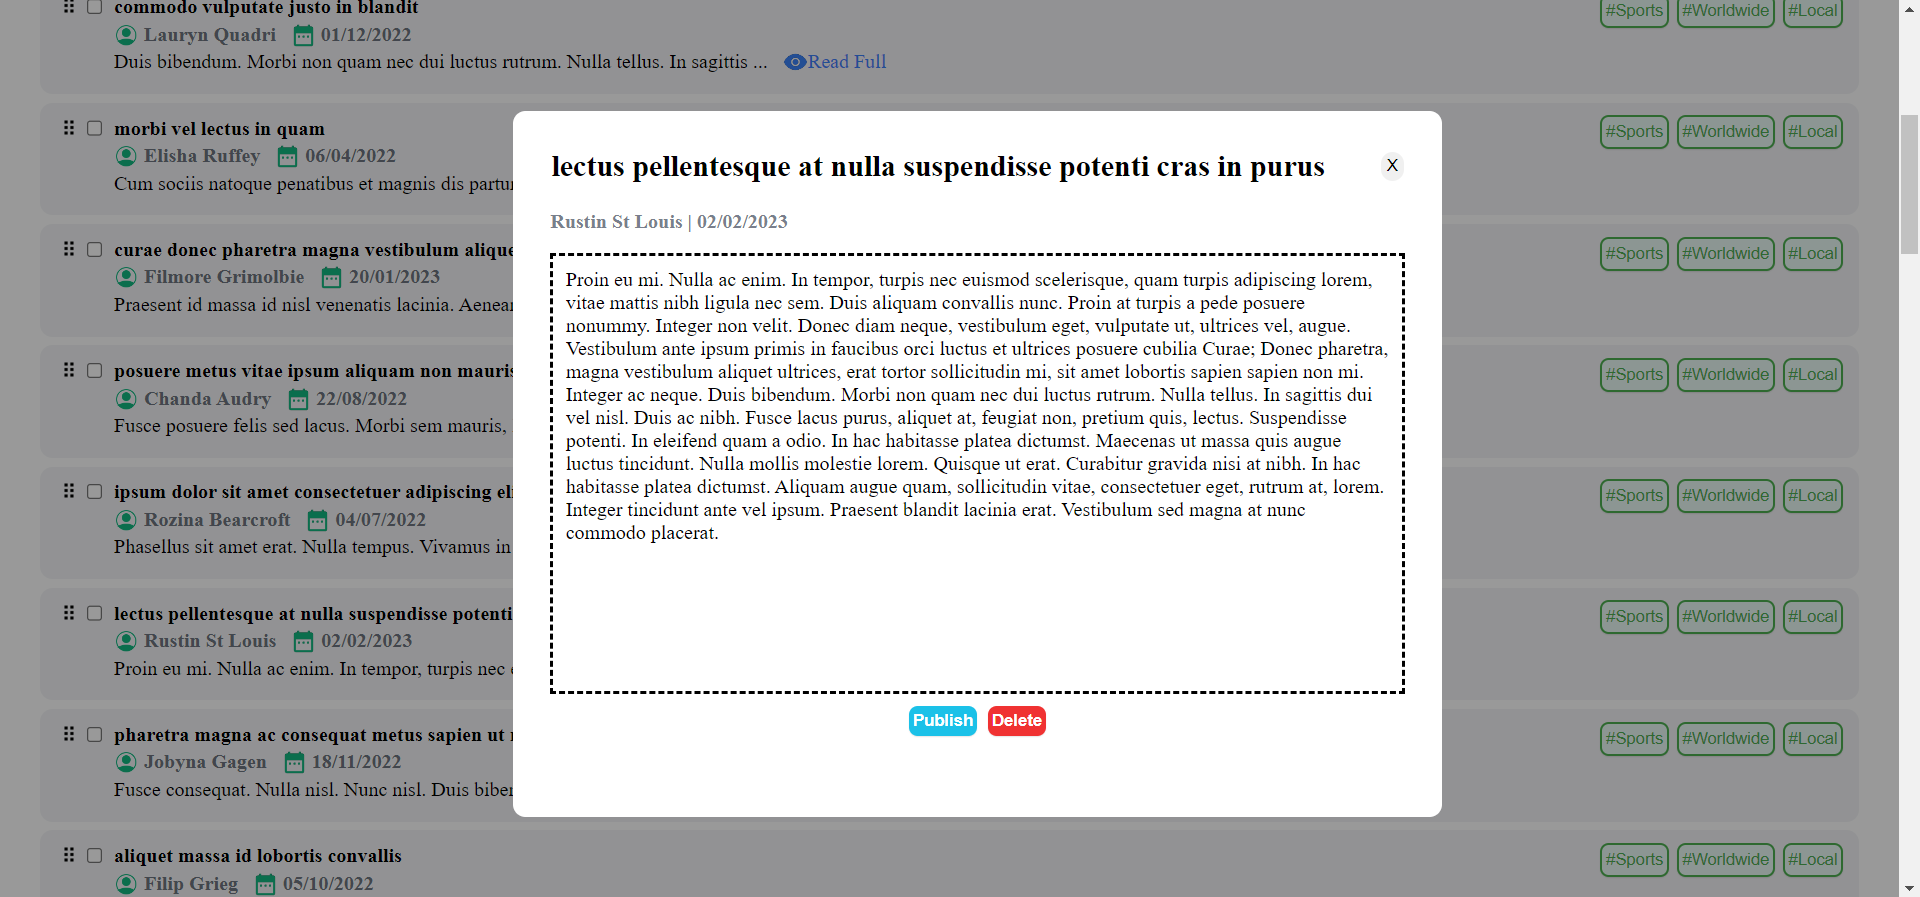 commodo vulputate justo in blandit
#Sports #Worldwide #Local
Lauryn Quadri 01/12/2022
Duis bibendum. Morbi non quam nec dui luctus rutrum. Nulla tellus. In sagittis ... Read Full
morbi vel lectus in quam
#Sports #Worldwide #Local
Elisha Ruffey 06/04/2022
Cum sociis natoque penatibus et magnis dis partur
curae donec pharetra magna vestibulum alique
#Sports #Worldwide #Local
Filmore Grimolbie 20/01/2023
Praesent id massa id nisl venenatis lacinia. Aenean
posuere metus vitae ipsum aliquam non mauris
#Sports #Worldwide #Local
Chanda Audry 22/08/2022
Fusce posuere felis sed lacus. Morbi sem mauris,
ipsum dolor sit amet consectetuer adipiscing eli
#Sports #Worldwide #Local
Rozina Bearcroft 04/07/2022
Phasellus sit amet erat. Nulla tempus. Vivamus in
lectus pellentesque at nulla suspendisse potenti
#Sports #Worldwide #Local
Rustin St Louis 02/02/2023
Proin eu mi. Nulla ac enim. In tempor, turpis nec
pharetra magna ac consequat metus sapien ut
#Sports #Worldwide #Local
Jobyna Gagen 18/11/2022
Fusce consequat. Nulla nisl. Nunc nisl. Duis biben
aliquet massa id lobortis convallis
#Sports #Worldwide #Local
Filip Grieg 05/10/2022
lectus pellentesque at nulla suspendisse potenti cras in purus
X
Rustin St Louis | 02/02/2023
Proin eu mi. Nulla ac enim. In tempor, turpis nec euismod scelerisque, quam turpis adipiscing lorem,
vitae mattis nibh ligula nec sem. Duis aliquam convallis nunc. Proin at turpis a pede posuere
nonummy. Integer non velit. Donec diam neque, vestibulum eget, vulputate ut, ultrices vel, augue.
Vestibulum ante ipsum primis in faucibus orci luctus et ultrices posuere cubilia Curae; Donec pharetra,
magna vestibulum aliquet ultrices, erat tortor sollicitudin mi, sit amet lobortis sapien sapien non mi.
Integer ac neque. Duis bibendum. Morbi non quam nec dui luctus rutrum. Nulla tellus. In sagittis dui
vel nisl. Duis ac nibh. Fusce lacus purus, aliquet at, feugiat non, pretium quis, lectus. Suspendisse
potenti. In eleifend quam a odio. In hac habitasse platea dictumst. Maecenas ut massa quis augue
luctus tincidunt. Nulla mollis molestie lorem. Quisque ut erat. Curabitur gravida nisi at nibh. In hac
habitasse platea dictumst. Aliquam augue quam, sollicitudin vitae, consectetuer eget, rutrum at, lorem.
Integer tincidunt ante vel ipsum. Praesent blandit lacinia erat. Vestibulum sed magna at nunc
commodo placerat.
Publish Delete